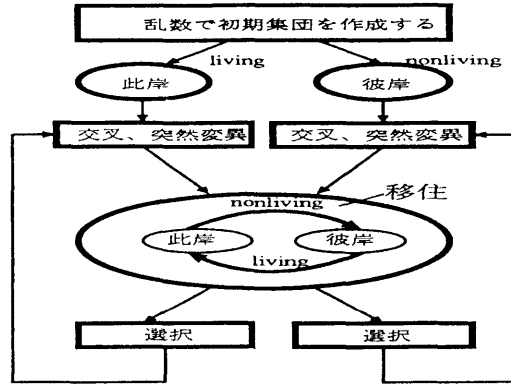 乱数で初期集団を作成する
living
nonliving
此岸
彼岸
交叉、突然変異
交叉、突然変異
移住
nonliving
此岸
彼岸
living
選択
選択